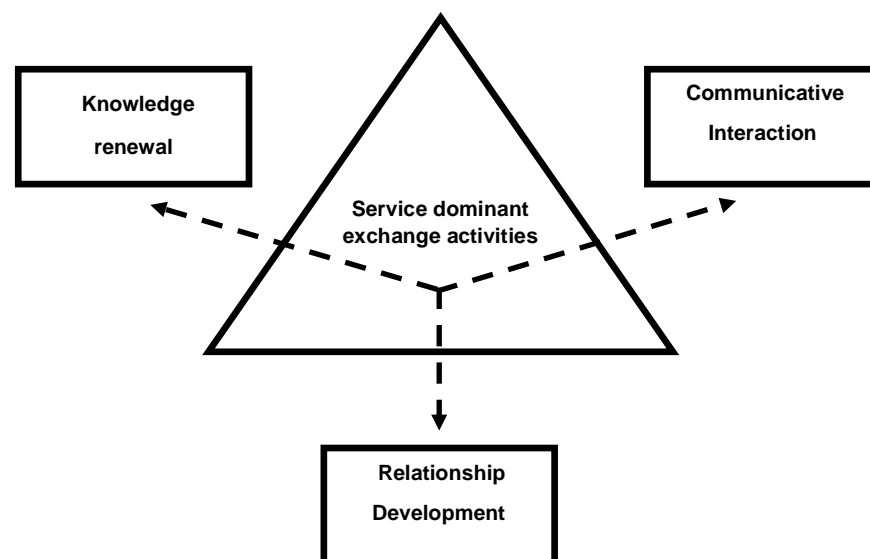 Knowledge
renewal
Communicative
Interaction
Service dominant
exchange activities
Relationship
Development